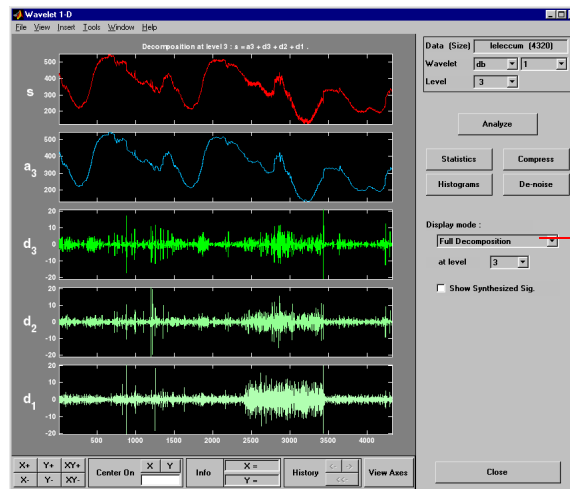 Wavelet 1-D
File View Insert Tools Window Help
Decomposition at level 3 : s = a3 + d3 + d2 + d1 .
Data (Size) leleccum (4320)
Wavelet db 1
Level 3
Analyze
Statistics Compress
Histograms De-noise
Display mode :
Full Decomposition
at level 3
Show Synthesized Sig.
s
500
400
300
200
a3
500
400
300
200
d3
20
10
0
-10
-20
d2
20
10
0
-10
-20
d1
20
10
0
-10
-20
500 1000 1500 2000 2500 3000 3500 4000
X+ Y+ XY+
X- Y- XY-
Center On X Y
Info X =
Y =
History <- ->
<<-
View Axes
Close